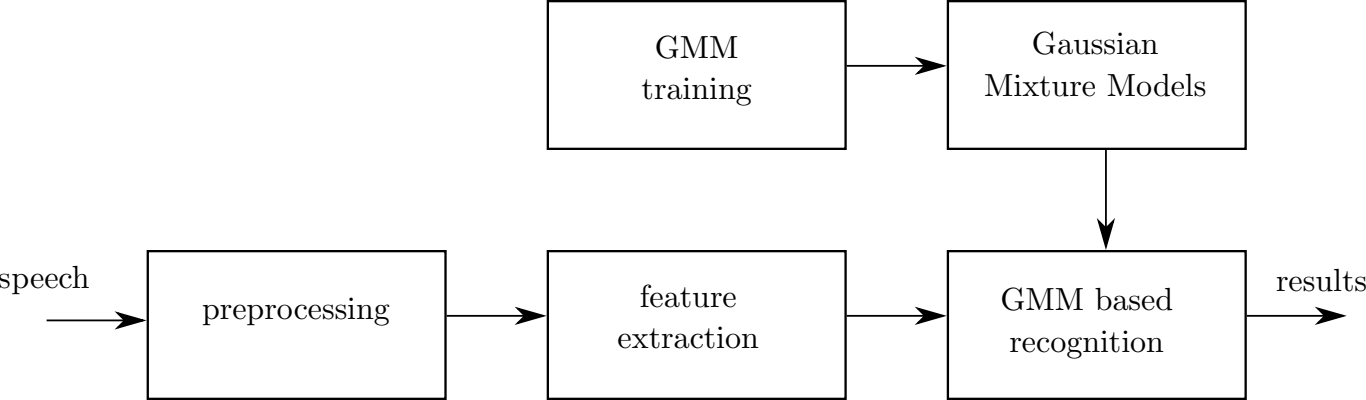 GMM
training
Gaussian
Mixture Models
speech
preprocessing
feature
extraction
GMM based
recognition
results